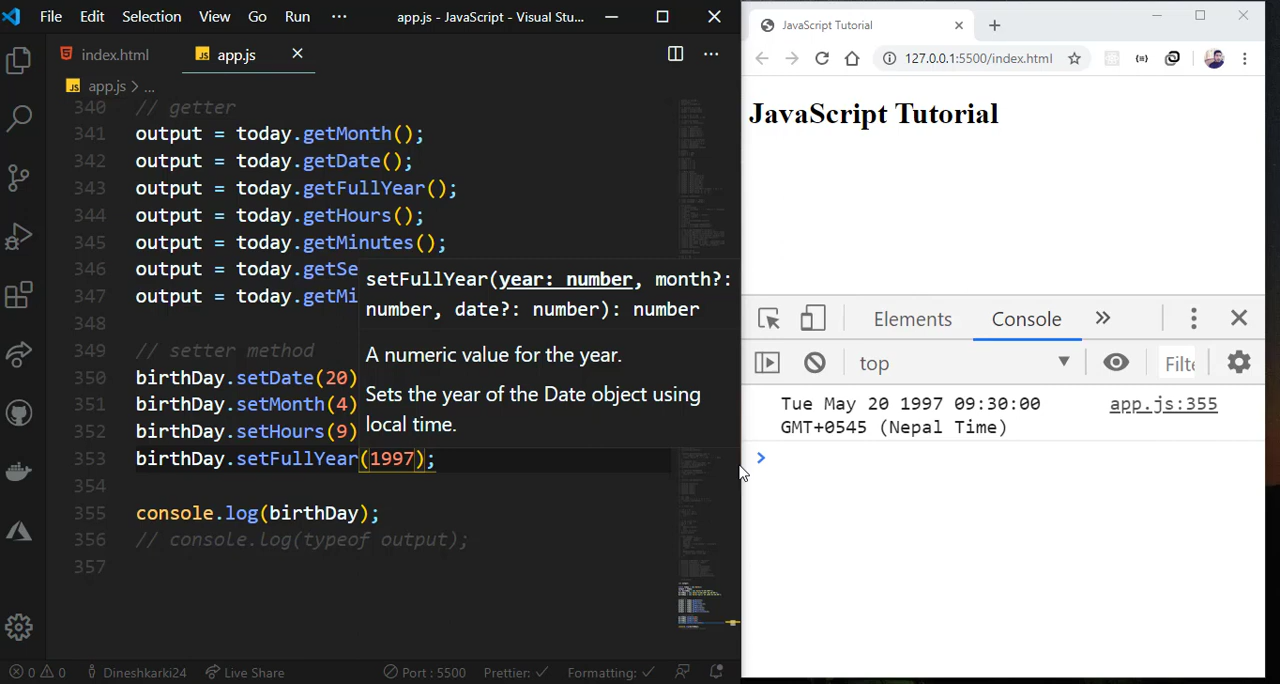 File Edit Selection View Go Run ··· app.js - JavaScript - Visual Stu...
index.html app.js
JS app.js > ...
340 // getter
341 output = today.getMonth();
342 output = today.getDate();
343 output = today.getFullYear();
344 output = today.getHours();
345 output = today.getMinutes();
346 output = today.getSe
347 output = today.getMi
348
349 // setter method
350 birthDay.setDate(20)
351 birthDay.setMonth(4)
352 birthDay.setHours(9)
353 birthDay.setFullYear(1997);
354
355 console.log(birthDay);
356 // console.log(typeof output);
357
setFullYear(year: number, month?:
number, date?: number): number
A numeric value for the year.
Sets the year of the Date object using
local time.
0 0 Dineshkarki24 Live Share Port : 5500 Prettier: Formatting:
JavaScript Tutorial
127.0.0.1:5500/index.html
JavaScript Tutorial
Elements Console
top Filte
Tue May 20 1997 09:30:00 app.js:355
GMT+0545 (Nepal Time)